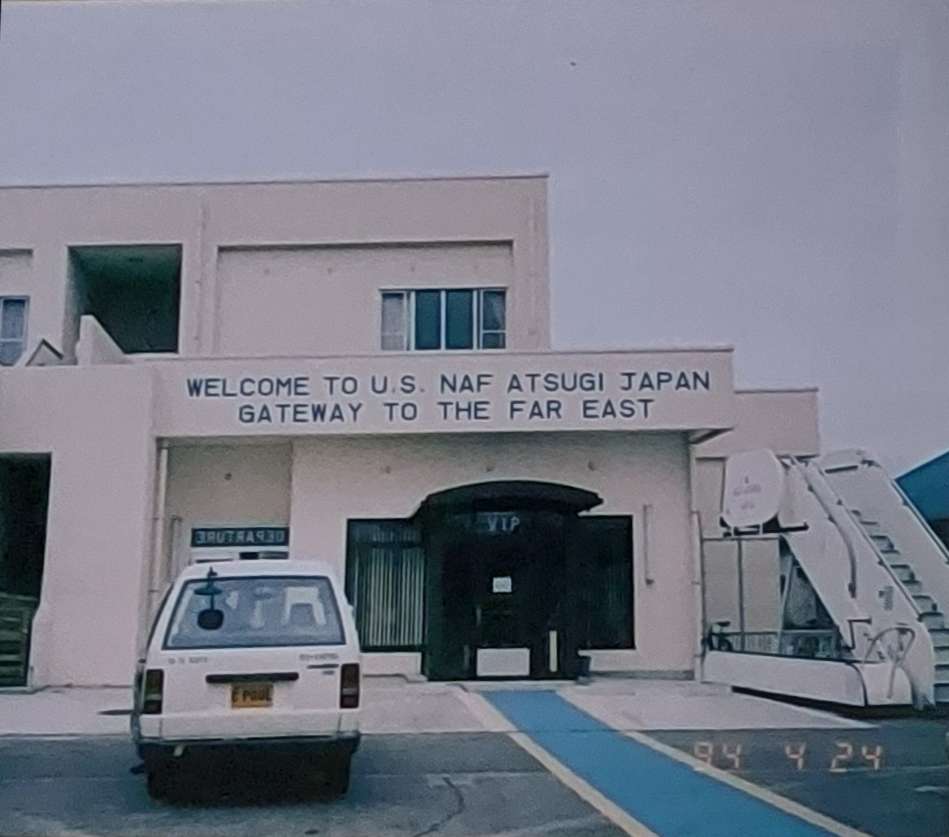 WELCOME TO U.S. NAF ATSUGI JAPAN
GATEWAY TO THE FAR EAST
VIP
DEPARTURE
94 4 24